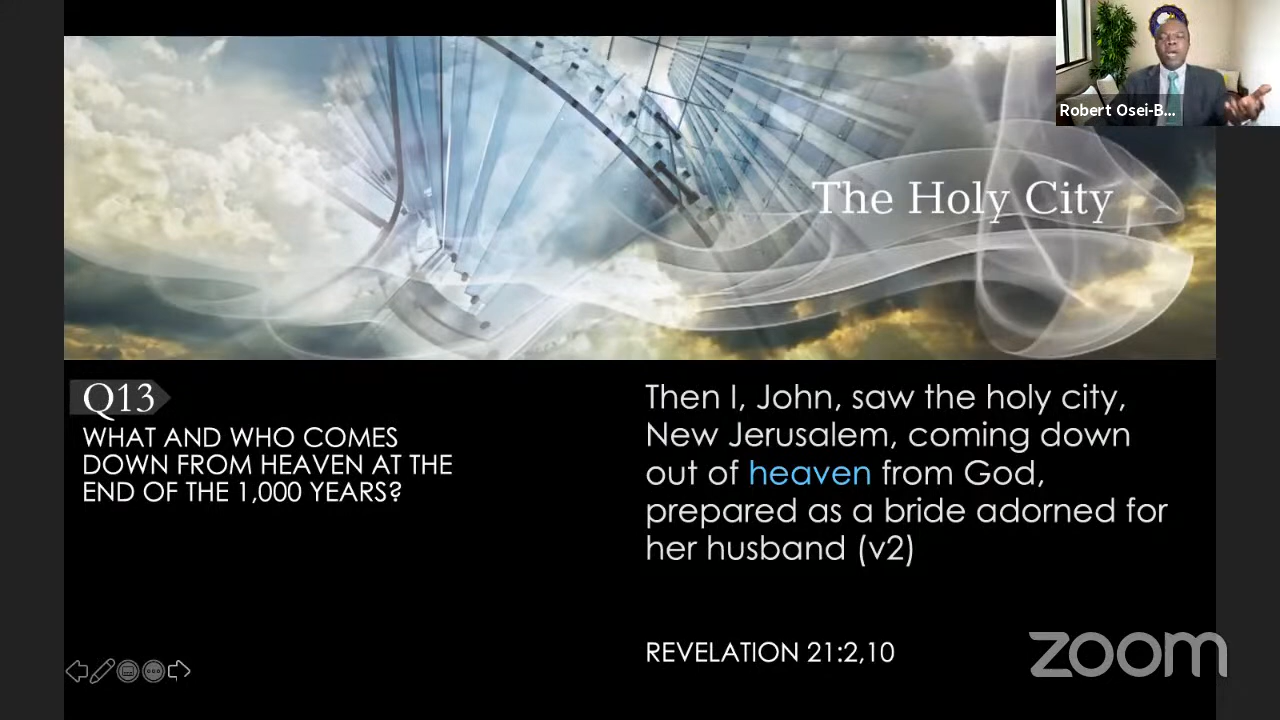 Robert Osei-B...
The Holy City
Q13
WHAT AND WHO COMES
DOWN FROM HEAVEN AT THE
END OF THE 1,000 YEARS?
Then I, John, saw the holy city,
New Jerusalem, coming down
out of heaven from God,
prepared as a bride adorned for
her husband (v2)
REVELATION 21:2,10
zoom